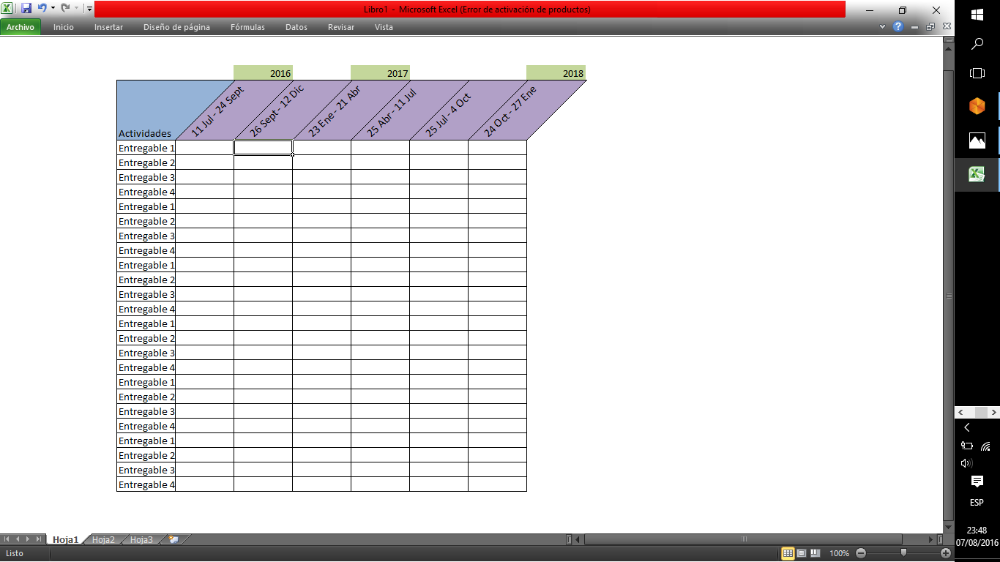 Libro1 - Microsoft Excel (Error de activación de productos)
Archivo Inicio Insertar Diseño de página Fórmulas Datos Revisar Vista
2016 2017 2018
Actividades 11 Jul - 24 Sept 26 Sept - 12 Dic 23 Ene - 21 Abr 25 Abr - 11 Jul 25 Jul - 4 Oct 24 Oct - 27 Ene
Entregable 1
Entregable 2
Entregable 3
Entregable 4
Entregable 1
Entregable 2
Entregable 3
Entregable 4
Entregable 1
Entregable 2
Entregable 3
Entregable 4
Entregable 1
Entregable 2
Entregable 3
Entregable 4
Entregable 1
Entregable 2
Entregable 3
Entregable 4
Entregable 1
Entregable 2
Entregable 3
Entregable 4
Hoja1 Hoja2 Hoja3
Listo 100%
ESP
23:48
07/08/2016